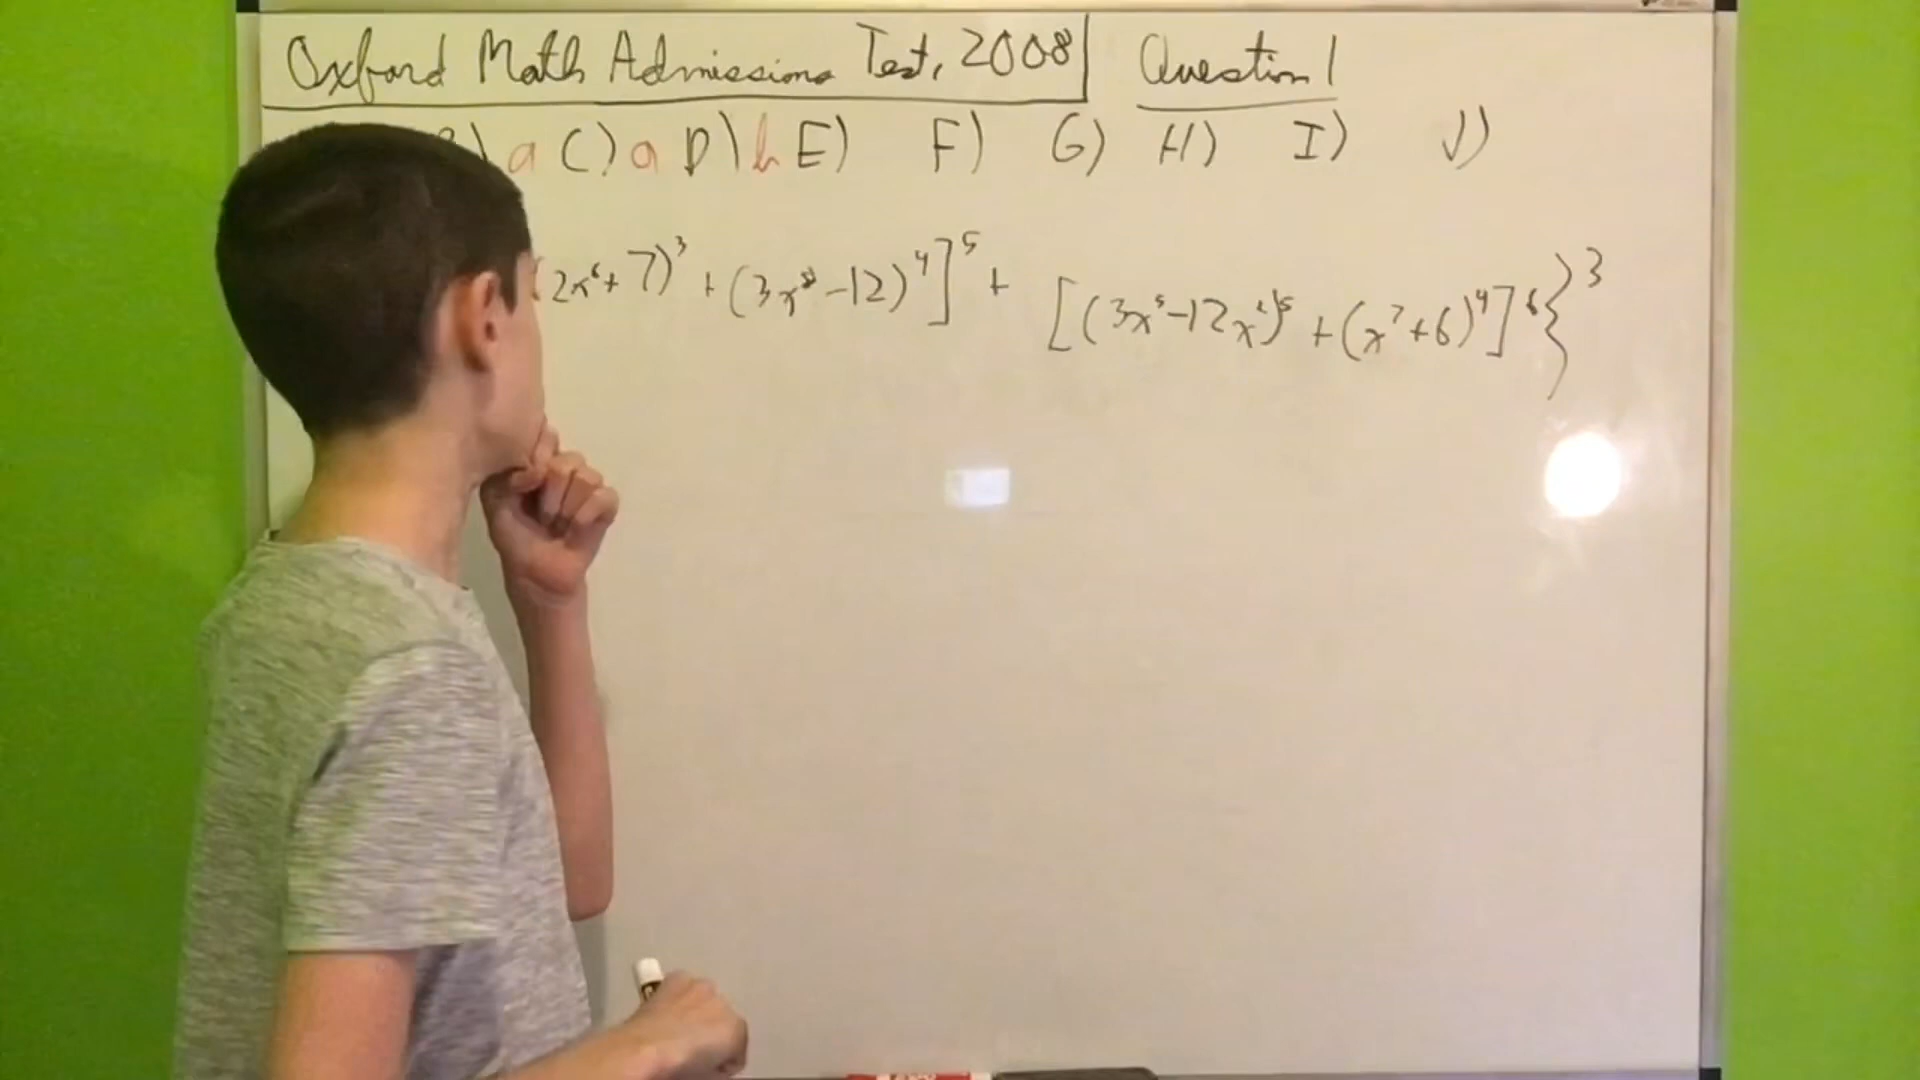 Oxford Math Admissions Test, 2008 Question 1
B) a C) a D) b E) F) G) H) I) J)
(2x⁶+7)³ + (3x⁸-12)⁴]⁵ + [(3x⁵-12x²)⁵ + (x⁷+6)⁴]⁶}³